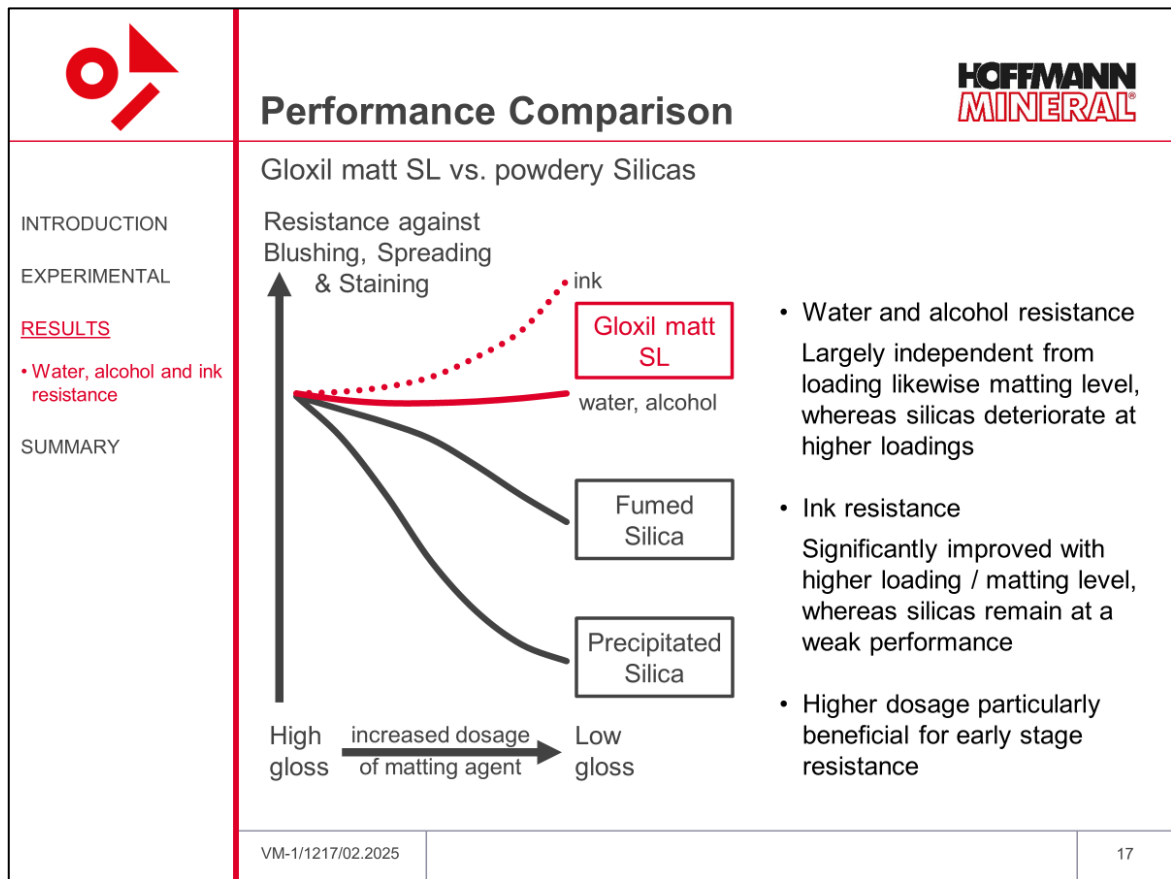 HOFFMANN
MINERAL®
Performance Comparison
INTRODUCTION
EXPERIMENTAL
RESULTS
• Water, alcohol and ink
resistance
SUMMARY
Gloxil matt SL vs. powdery Silicas
Resistance against
Blushing, Spreading
& Staining
ink
Gloxil matt
SL
water, alcohol
Fumed
Silica
Precipitated
Silica
High
gloss
increased dosage
of matting agent
Low
gloss
• Water and alcohol resistance
Largely independent from
loading likewise matting level,
whereas silicas deteriorate at
higher loadings
• Ink resistance
Significantly improved with
higher loading / matting level,
whereas silicas remain at a
weak performance
• Higher dosage particularly
beneficial for early stage
resistance
VM-1/1217/02.2025
17